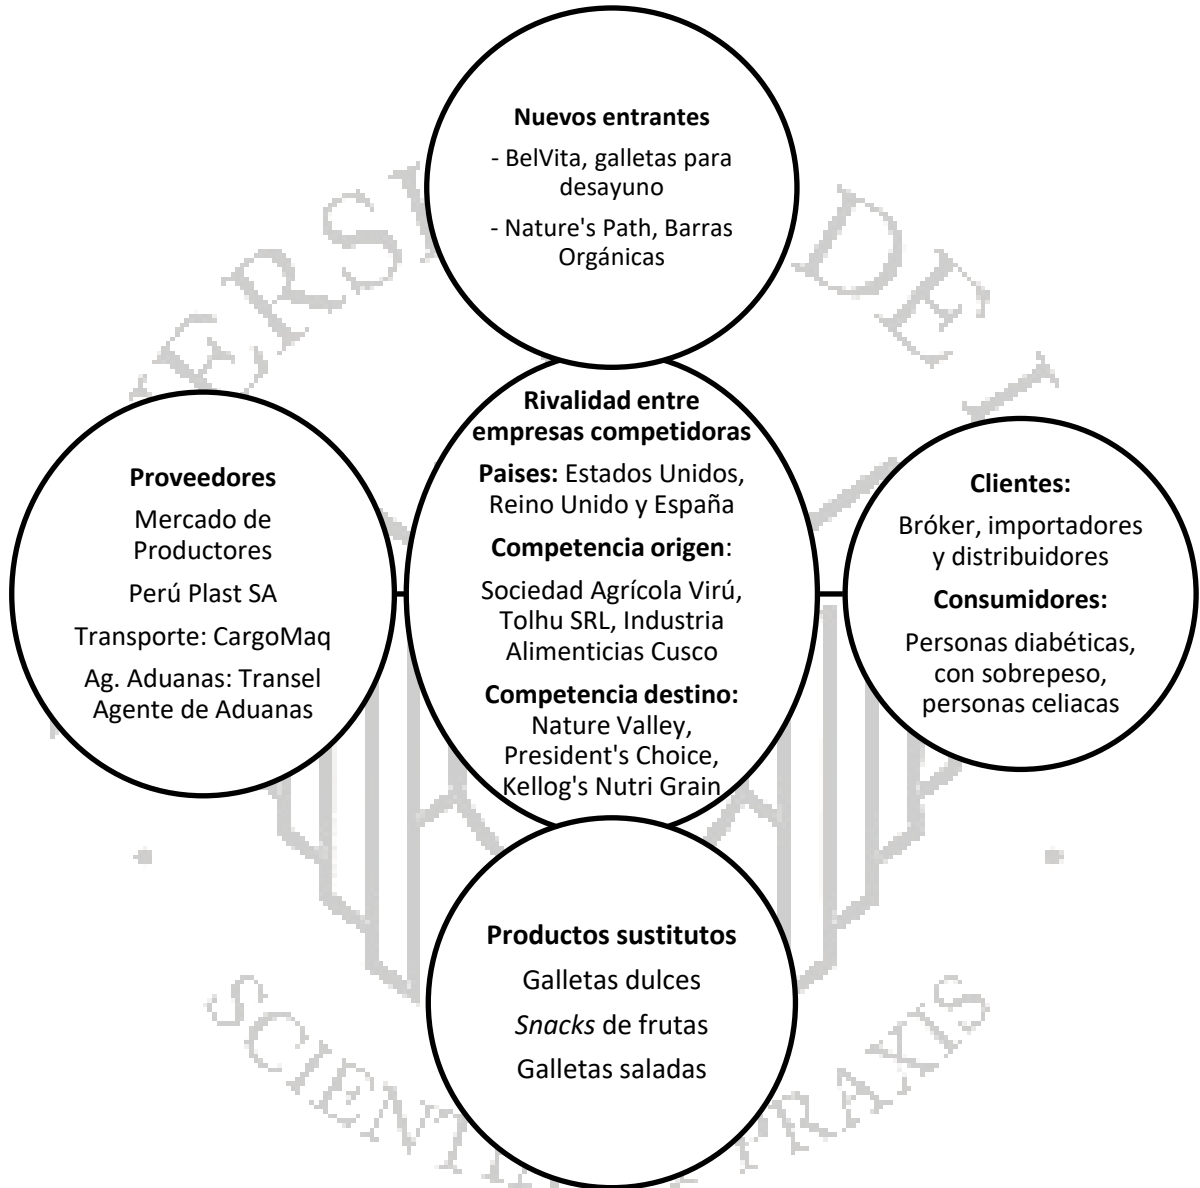 Nuevos entrantes
- BelVita, galletas para
desayuno
- Nature's Path, Barras
Orgánicas
Proveedores
Mercado de
Productores
Perú Plast SA
Transporte: CargoMaq
Ag. Aduanas: Transel
Agente de Aduanas
Rivalidad entre
empresas competidoras
Paises: Estados Unidos,
Reino Unido y España
Competencia origen:
Sociedad Agrícola Virú,
Tolhu SRL, Industria
Alimenticias Cusco
Competencia destino:
Nature Valley,
President's Choice,
Kellog's Nutri Grain
Clientes:
Bróker, importadores
y distribuidores
Consumidores:
Personas diabéticas,
con sobrepeso,
personas celiacas
Productos sustitutos
Galletas dulces
Snacks de frutas
Galletas saladas
DE
PRAXIS